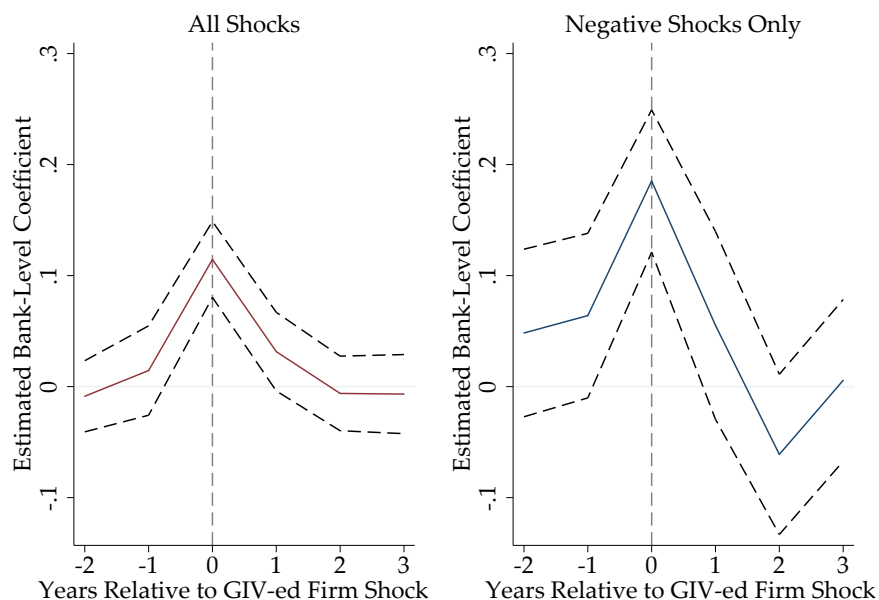 All Shocks
Estimated Bank-Level Coefficient
.3
.2
.1
0
-.1
-2 -1 0 1 2 3
Years Relative to GIV-ed Firm Shock
Negative Shocks Only
Estimated Bank-Level Coefficient
.3
.2
.1
0
-.1
-2 -1 0 1 2 3
Years Relative to GIV-ed Firm Shock